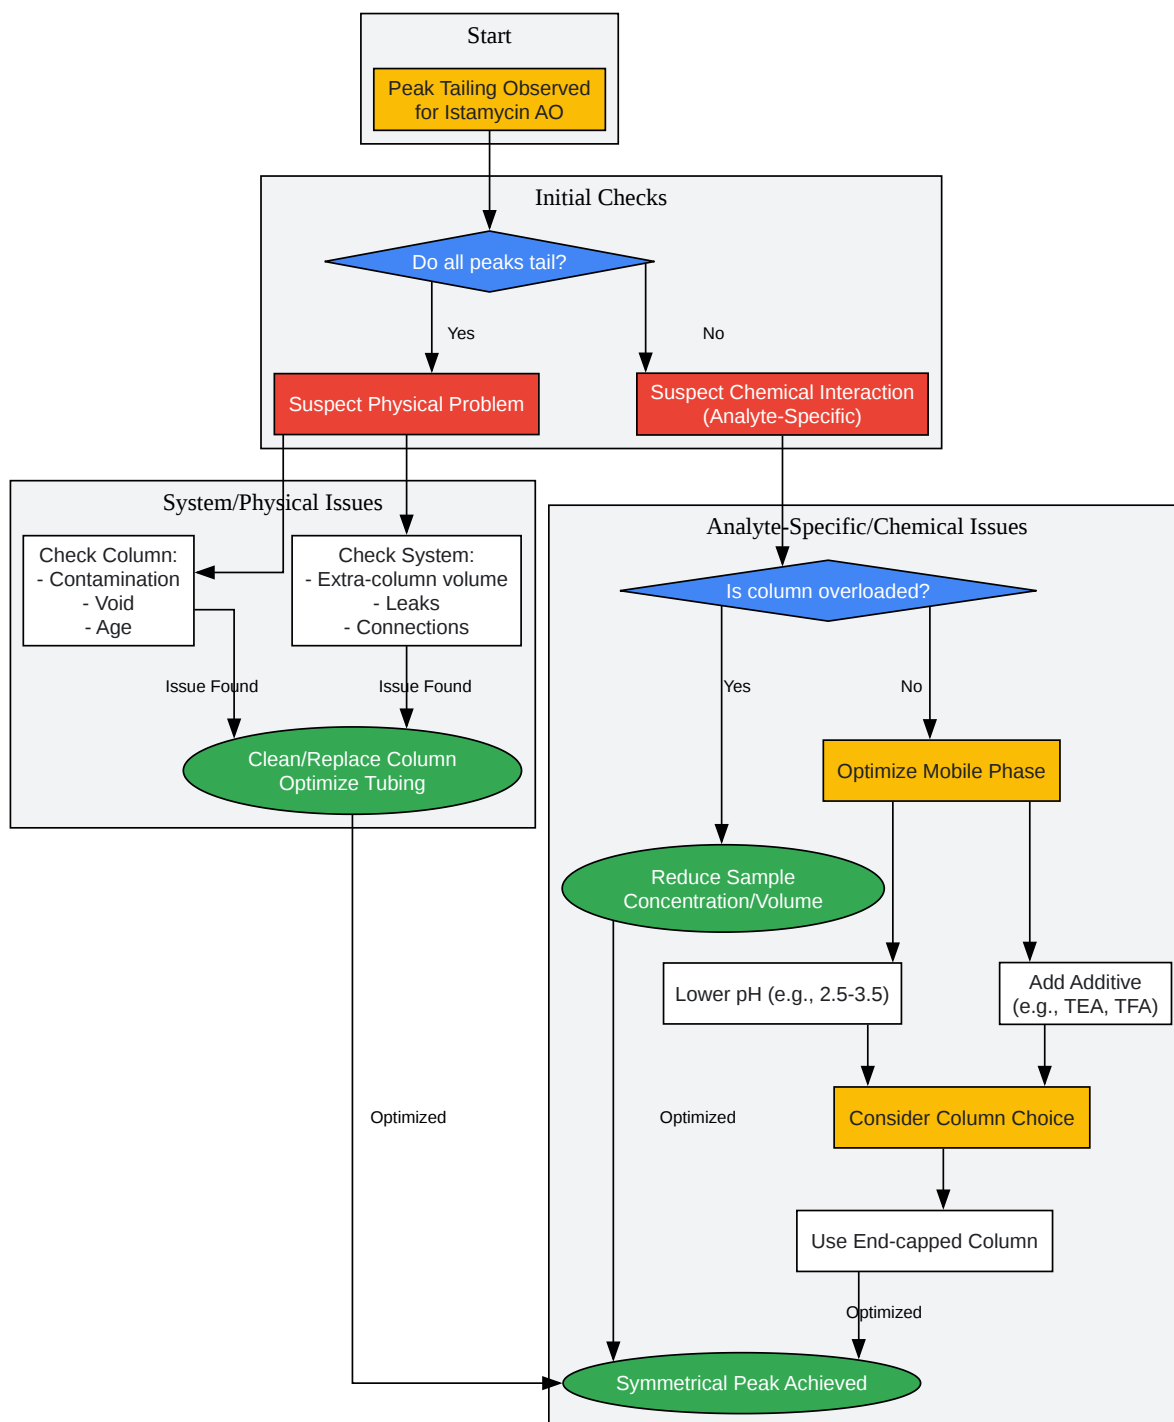 Start
Peak Tailing Observed
for Istamycin AO
Initial Checks
Do all peaks tail?
Yes
No
Suspect Physical Problem
Suspect Chemical Interaction
(Analyte-Specific)
System/Physical Issues
Check Column:
- Contamination
- Void
- Age
Check System:
- Extra-column volume
- Leaks
- Connections
Issue Found
Issue Found
Clean/Replace Column
Optimize Tubing
Optimized
Analyte-Specific/Chemical Issues
Is column overloaded?
Yes
No
Optimize Mobile Phase
Reduce Sample
Concentration/Volume
Lower pH (e.g., 2.5-3.5)
Add Additive
(e.g., TEA, TFA)
Optimized
Consider Column Choice
Use End-capped Column
Optimized
Symmetrical Peak Achieved